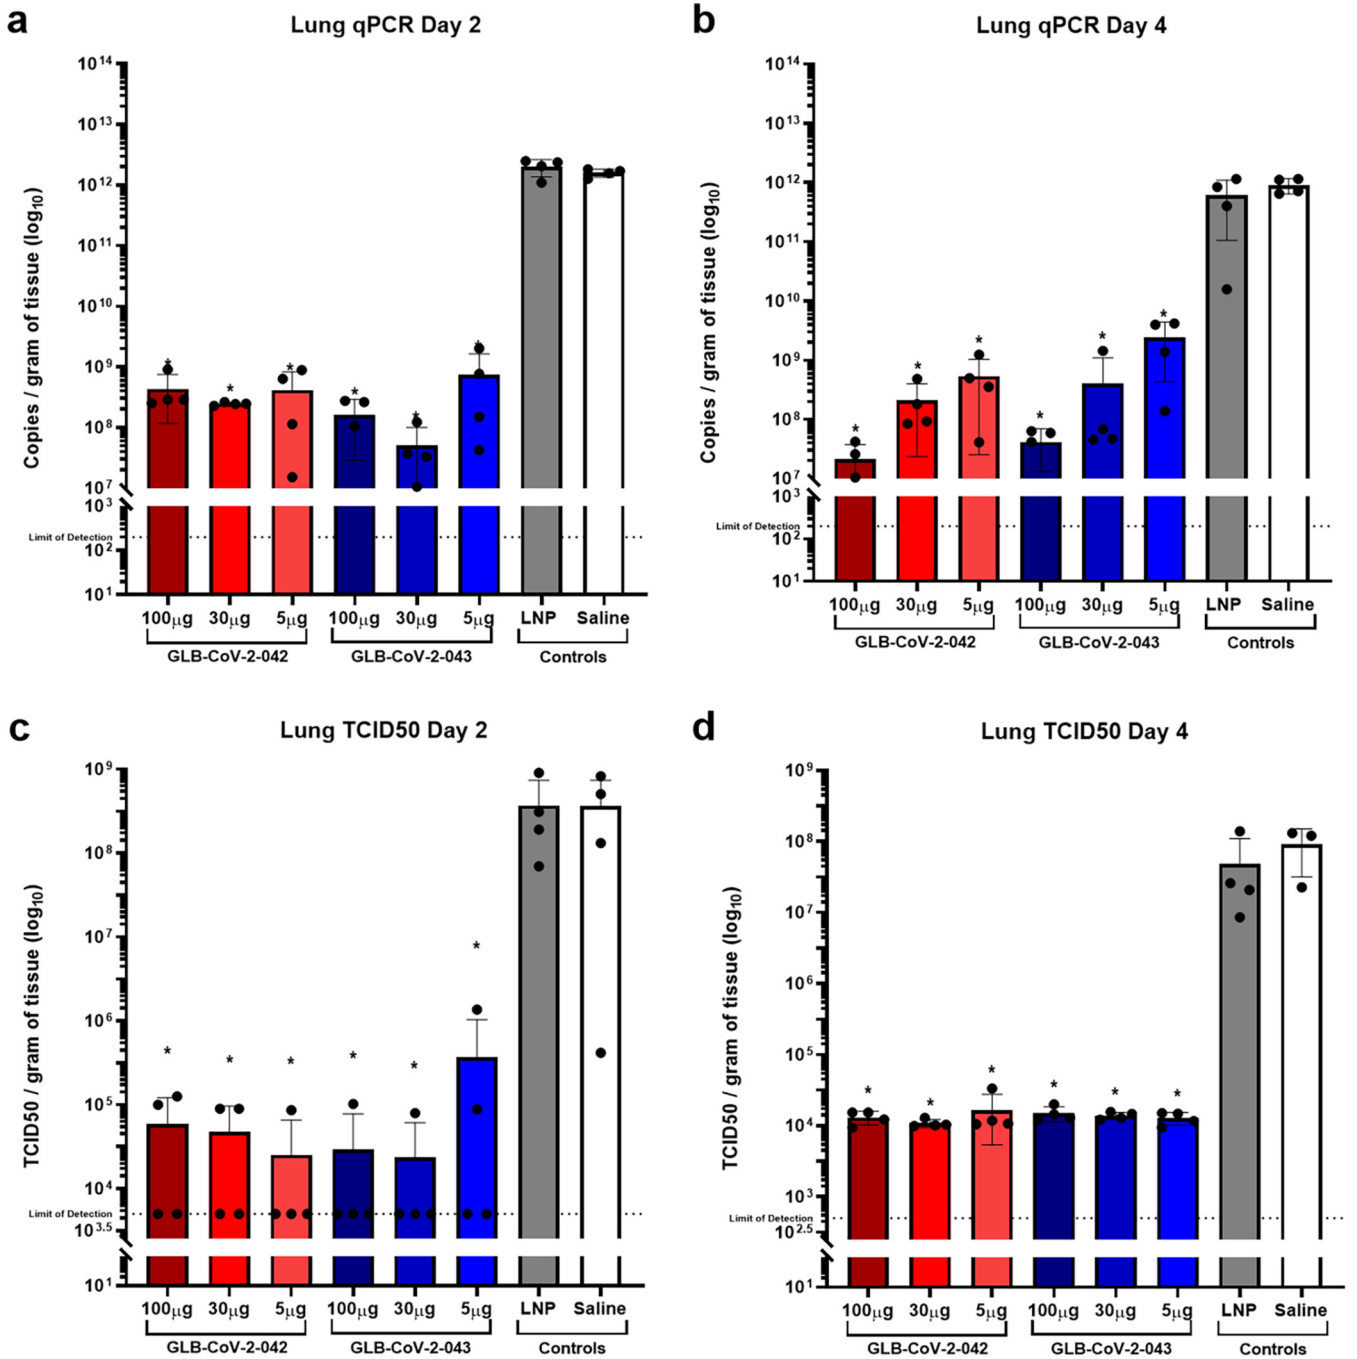 a
Lung qPCR Day 2
Copies / gram of tissue (log₁₀)
10¹⁴
10¹³
10¹²
10¹¹
10¹⁰
10⁹
10⁸
10⁷
10³
Limit of Detection
10²
10¹
* * * * * *
100µg 30µg 5µg 100µg 30µg 5µg LNP Saline
GLB-CoV-2-042 GLB-CoV-2-043 Controls
b
Lung qPCR Day 4
Copies / gram of tissue (log₁₀)
10¹⁴
10¹³
10¹²
10¹¹
10¹⁰
10⁹
10⁸
10⁷
10³
Limit of Detection
10²
10¹
* * * * * *
100µg 30µg 5µg 100µg 30µg 5µg LNP Saline
GLB-CoV-2-042 GLB-CoV-2-043 Controls
c
Lung TCID50 Day 2
TCID50 / gram of tissue (log₁₀)
10⁹
10⁸
10⁷
10⁶
10⁵
10⁴
Limit of Detection
10³·⁵
10¹
* * * * * *
100µg 30µg 5µg 100µg 30µg 5µg LNP Saline
GLB-CoV-2-042 GLB-CoV-2-043 Controls
d
Lung TCID50 Day 4
TCID50 / gram of tissue (log₁₀)
10⁹
10⁸
10⁷
10⁶
10⁵
10⁴
10³
Limit of Detection
10²·⁵
10¹
* * * * * *
100µg 30µg 5µg 100µg 30µg 5µg LNP Saline
GLB-CoV-2-042 GLB-CoV-2-043 Controls